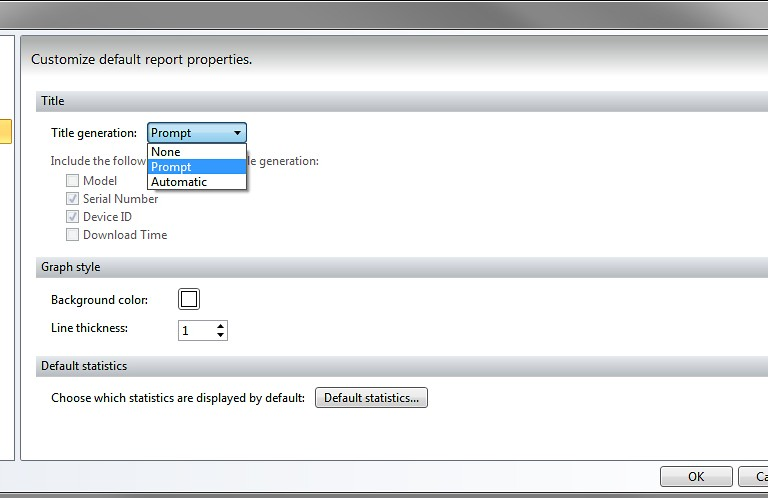 Customize default report properties.
Title
Title generation: Prompt
None
Include the follow le generation:
Prompt
Model Automatic
Serial Number
Device ID
Download Time
Graph style
Background color:
Line thickness: 1
Default statistics
Choose which statistics are displayed by default: Default statistics...
OK Ca